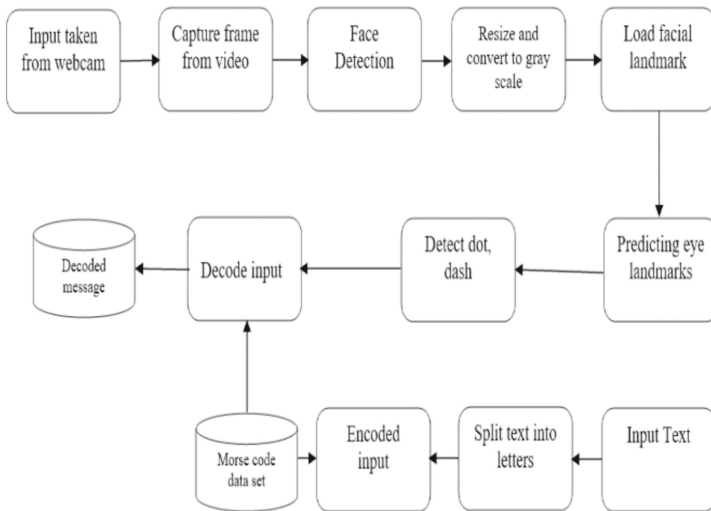 Input taken
from webcam
Capture frame
from video
Face
Detection
Resize and
convert to gray
scale
Load facial
landmark
Decoded
message
Decode input
Detect dot,
dash
Predicting eye
landmarks
Morse code
data set
Encoded
input
Split text into
letters
Input Text